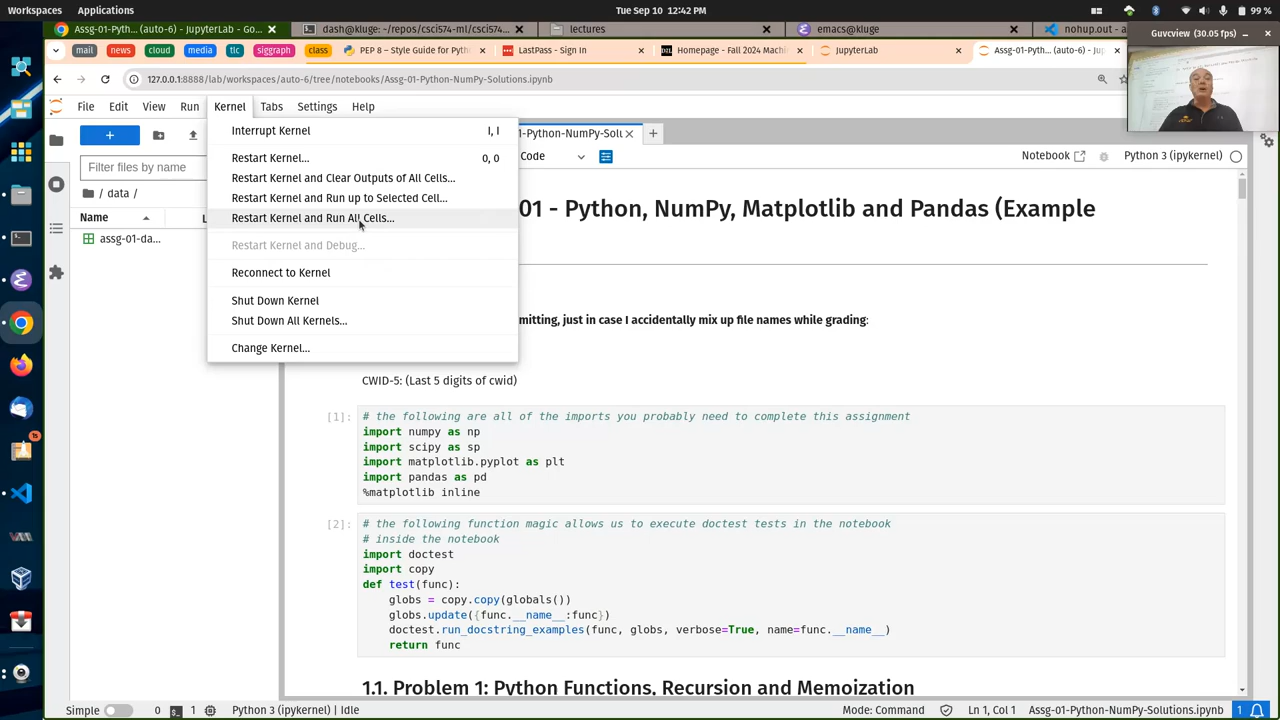 Workspaces
Applications
Tue Sep 10 12:42 PM
99 %
Assg-01-Python (auto-6) - JupyterLab - Go...
dash@kluge: ~/repos/csci574-ml/csci574...
lectures
emacs@kluge
nohup.out - a
Guvcview (30.05 fps)
mail
news
cloud
media
tlc
siggraph
class
PEP 8 – Style Guide for Pyth
LastPass - Sign In
Homepage - Fall 2024 Mach
JupyterLab
Assg-01-Python... (auto-6)
127.0.0.1:8888/lab/workspaces/auto-6/tree/notebooks/Assg-01-Python-NumPy-Solutions.ipynb
File
Edit
View
Run
Kernel
Tabs
Settings
Help
Interrupt Kernel
I, I
Restart Kernel...
0, 0
Restart Kernel and Clear Outputs of All Cells...
Restart Kernel and Run up to Selected Cell...
Restart Kernel and Run All Cells...
Restart Kernel and Debug...
Reconnect to Kernel
Shut Down Kernel
Shut Down All Kernels...
Change Kernel...
+
Filter files by name
/ data /
Name
L
assg-01-da...
1-Python-NumPy-Solu
Code
Notebook
Python 3 (ipykernel)
01 - Python, NumPy, Matplotlib and Pandas (Example
mitting, just in case I accidentally mix up file names while grading:
CWID-5: (Last 5 digits of cwid)
[1]:
# the following are all of the imports you probably need to complete this assignment
import numpy as np
import scipy as sp
import matplotlib.pyplot as plt
import pandas as pd
%matplotlib inline
[2]:
# the following function magic allows us to execute doctest tests in the notebook
# inside the notebook
import doctest
import copy
def test(func):
    globs = copy.copy(globals())
    globs.update({func.__name__:func})
    doctest.run_docstring_examples(func, globs, verbose=True, name=func.__name__)
    return func
1.1. Problem 1: Python Functions, Recursion and Memoization
15
Simple
0
1
Python 3 (ipykernel) | Idle
Mode: Command
Ln 1, Col 1
Assg-01-Python-NumPy-Solutions.ipynb
1